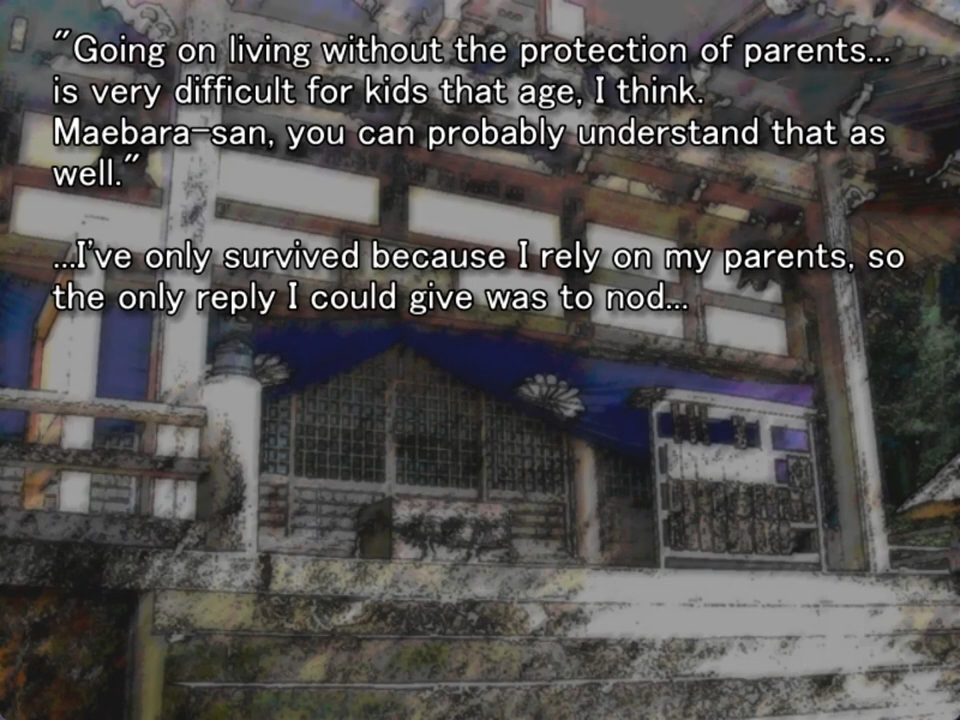 "Going on living without the protection of parents...
is very difficult for kids that age, I think.
Maebara-san, you can probably understand that as
well."
...I've only survived because I rely on my parents, so
the only reply I could give was to nod...